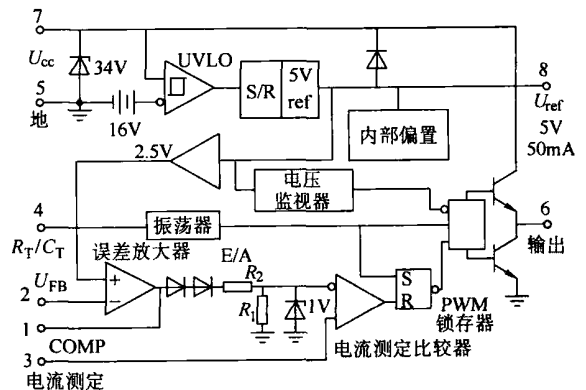 7
Ucc
34V
5
地
16V
UVLO
S/R
5V
ref
8
Uref
5V
50mA
内部偏置
2.5V
电压
监视器
4
RT/CT
振荡器
6
输出
误差放大器
E/A
UFB
2
+
−
R2
R1
1V
S
R
PWM
锁存器
1
COMP
3
电流测定
电流测定比较器